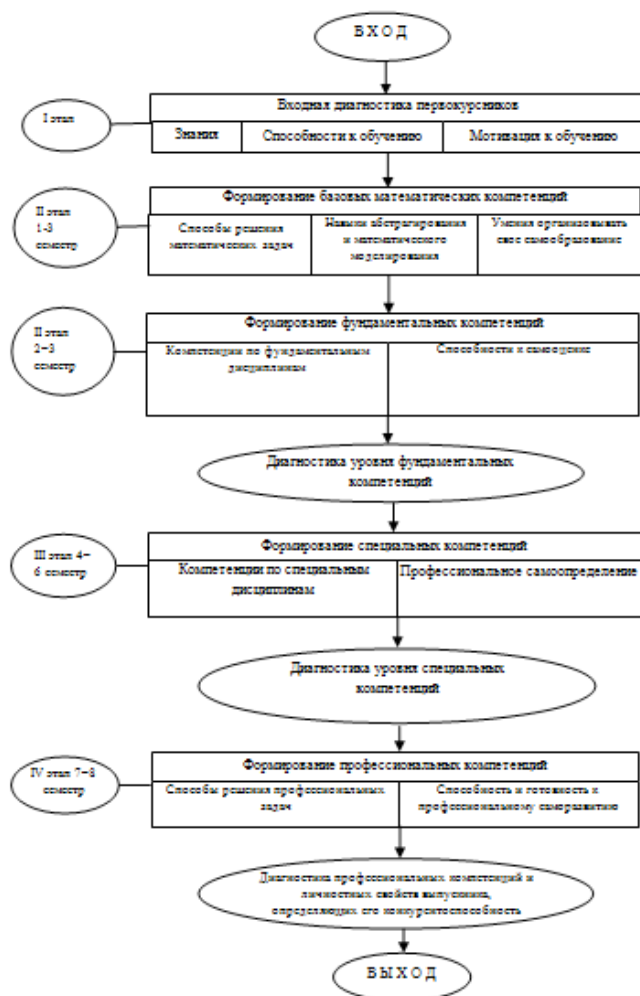 В Х О Д
I этап
Входная диагностика первокурсников
Знания
Способности к обучению
Мотивация к обучению
II этап
1-3
семестр
Формирование базовых математических компетенций
Способы решения
математических задач
Навыки абстрагирования
и математического
моделирования
Умения организовывать
свое самообразование
II этап
2–3
семестр
Формирование фундаментальных компетенций
Компетенции по фундаментальным
дисциплинам
Способности к самооценке
Диагностика уровня фундаментальных
компетенций
III этап 4–
6 семестр
Формирование специальных компетенций
Компетенции по специальным
дисциплинам
Профессиональное самоопределение
Диагностика уровня специальных
компетенций
IV этап 7–8
семестр
Формирование профессиональных компетенций
Способы решения профессиональных
задач
Способность и готовность к
профессиональному саморазвитию
Диагностика профессиональных компетенций и
личностных свойств выпускника,
определяющих его конкурентоспособность
В Ы Х О Д